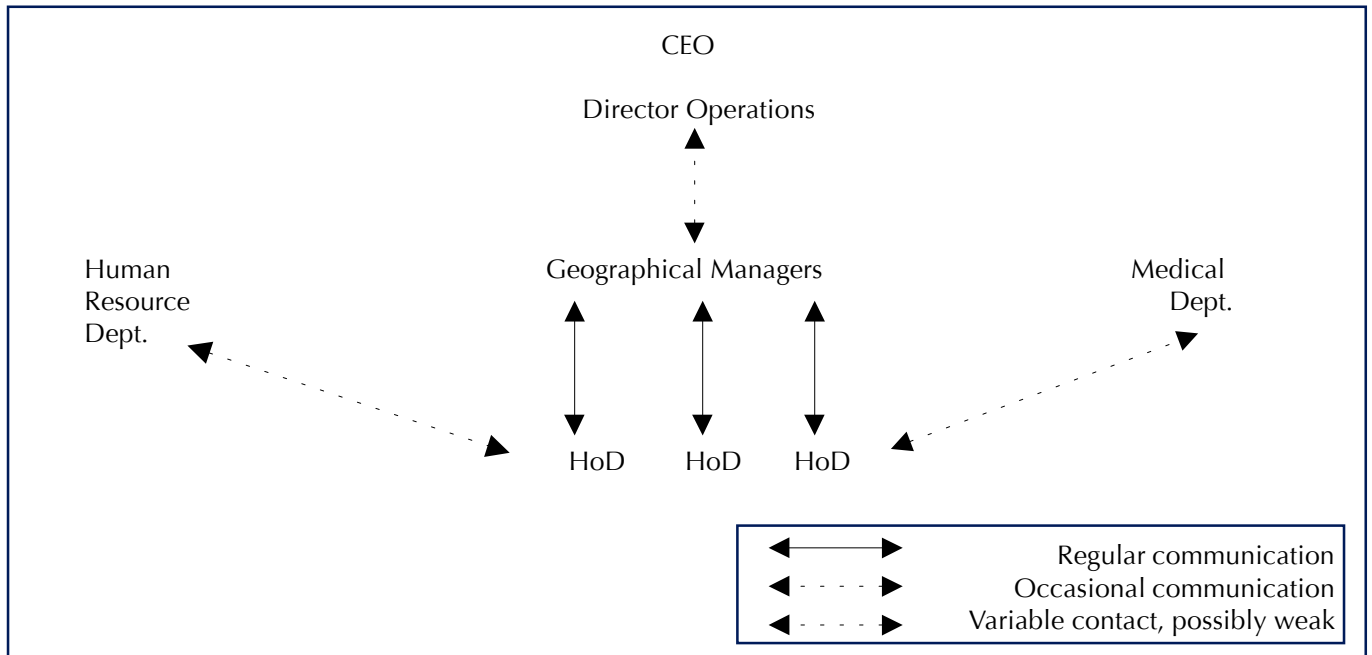 CEO
Director Operations
Human
Resource
Dept.
Geographical Managers
Medical
Dept.
HoD HoD HoD
Regular communication
Occasional communication
Variable contact, possibly weak